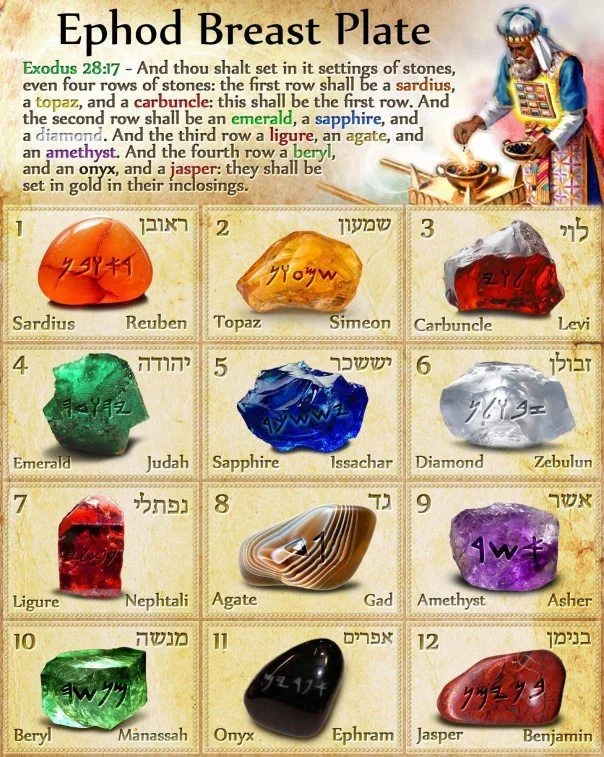 Ephod Breast Plate
Exodus 28:17 - And thou shalt set in it settings of stones,
even four rows of stones: the first row shall be a sardius,
a topaz, and a carbuncle: this shall be the first row. And
the second row shall be an emerald, a sapphire, and
a diamond. And the third row a ligure, an agate, and
an amethyst. And the fourth row a beryl,
and an onyx, and a jasper: they shall be
set in gold in their inclosings.
1 ראובן
Sardius Reuben
2 שמעון
Topaz Simeon
3 לוי
Carbuncle Levi
4 יהודה
Emerald Judah
5 יששכר
Sapphire Issachar
6 זבולן
Diamond Zebulun
7 נפתלי
Ligure Nephtali
8 גד
Agate Gad
9 אשר
Amethyst Asher
10 מנשה
Beryl Manassah
11 אפרים
Onyx Ephram
12 בנימן
Jasper Benjamin